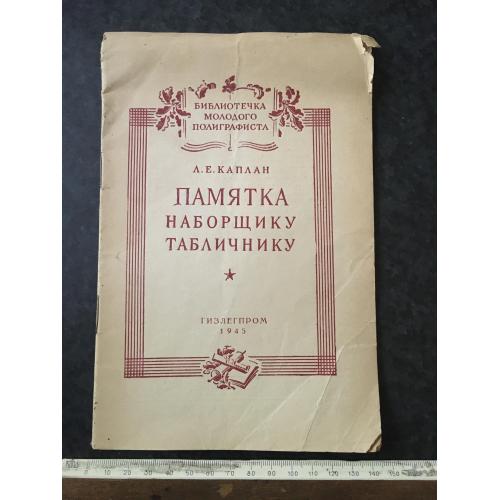 БИБЛИОТЕЧКА
МОЛОДОГО
ПОЛИГРАФИСТА
Л. Е. КАПЛАН
ПАМЯТКА
НАБОРЩИКУ
ТАБЛИЧНИКУ
ГИЗЛЕГПРОМ
1945